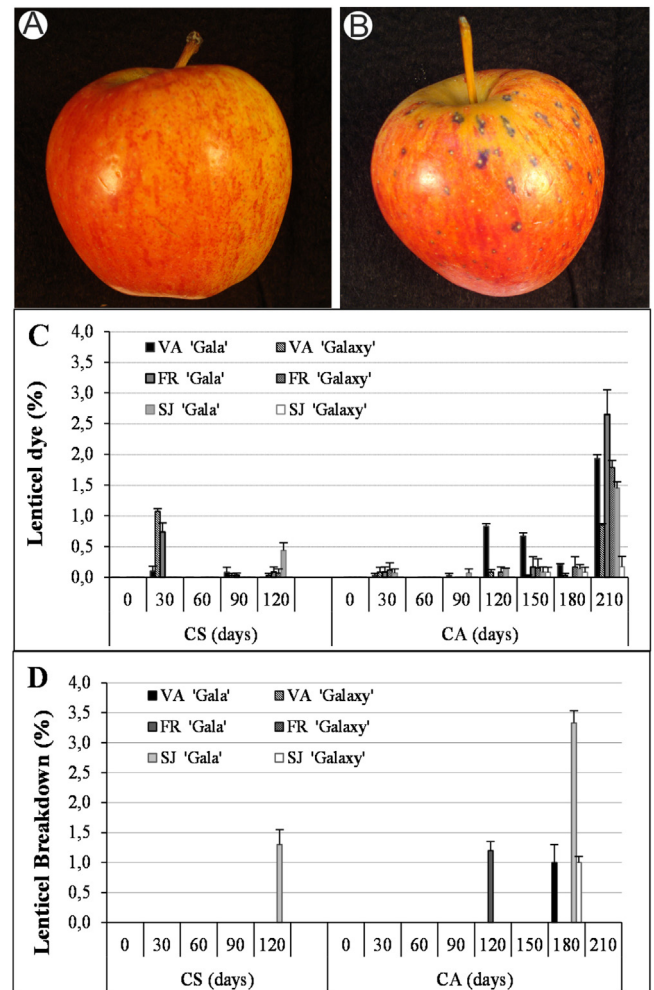 A
B
C
Lenticel dye (%)
4,0
3,5
3,0
2,5
2,0
1,5
1,0
0,5
0,0
VA 'Gala' VA 'Galaxy'
FR 'Gala' FR 'Galaxy'
SJ 'Gala' SJ 'Galaxy'
0 30 60 90 120 0 30 60 90 120 150 180 210
CS (days) CA (days)
D
Lenticel Breakdown (%)
4,0
3,5
3,0
2,5
2,0
1,5
1,0
0,5
0,0
VA 'Gala' VA 'Galaxy'
FR 'Gala' FR 'Galaxy'
SJ 'Gala' SJ 'Galaxy'
0 30 60 90 120 0 30 60 90 120 150 180 210
CS (days) CA (days)